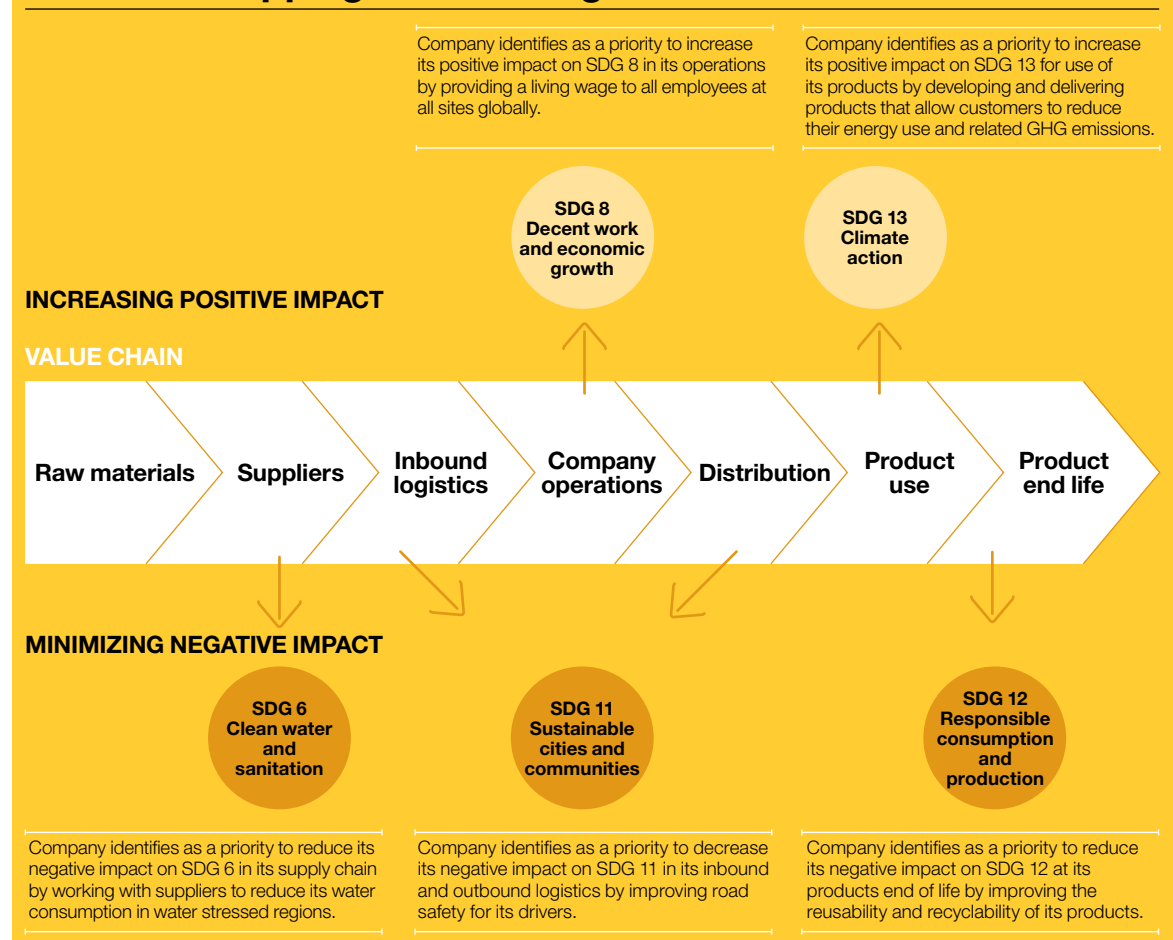 Company identifies as a priority to increase
its positive impact on SDG 8 in its operations
by providing a living wage to all employees at
all sites globally.
Company identifies as a priority to increase
its positive impact on SDG 13 for use of
its products by developing and delivering
products that allow customers to reduce
their energy use and related GHG emissions.
SDG 8
Decent work
and economic
growth
SDG 13
Climate
action
INCREASING POSITIVE IMPACT
VALUE CHAIN
Raw materials
Suppliers
Inbound
logistics
Company
operations
Distribution
Product
use
Product
end life
MINIMIZING NEGATIVE IMPACT
SDG 6
Clean water
and
sanitation
SDG 11
Sustainable
cities and
communities
SDG 12
Responsible
consumption
and
production
Company identifies as a priority to reduce its
negative impact on SDG 6 in its supply chain
by working with suppliers to reduce its water
consumption in water stressed regions.
Company identifies as a priority to decrease
its negative impact on SDG 11 in its inbound
and outbound logistics by improving road
safety for its drivers.
Company identifies as a priority to reduce
its negative impact on SDG 12 at its
products end of life by improving the
reusability and recyclability of its products.